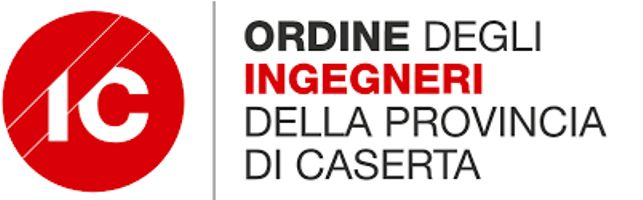 IC
ORDINE DEGLI
INGEGNERI
DELLA PROVINCIA
DI CASERTA